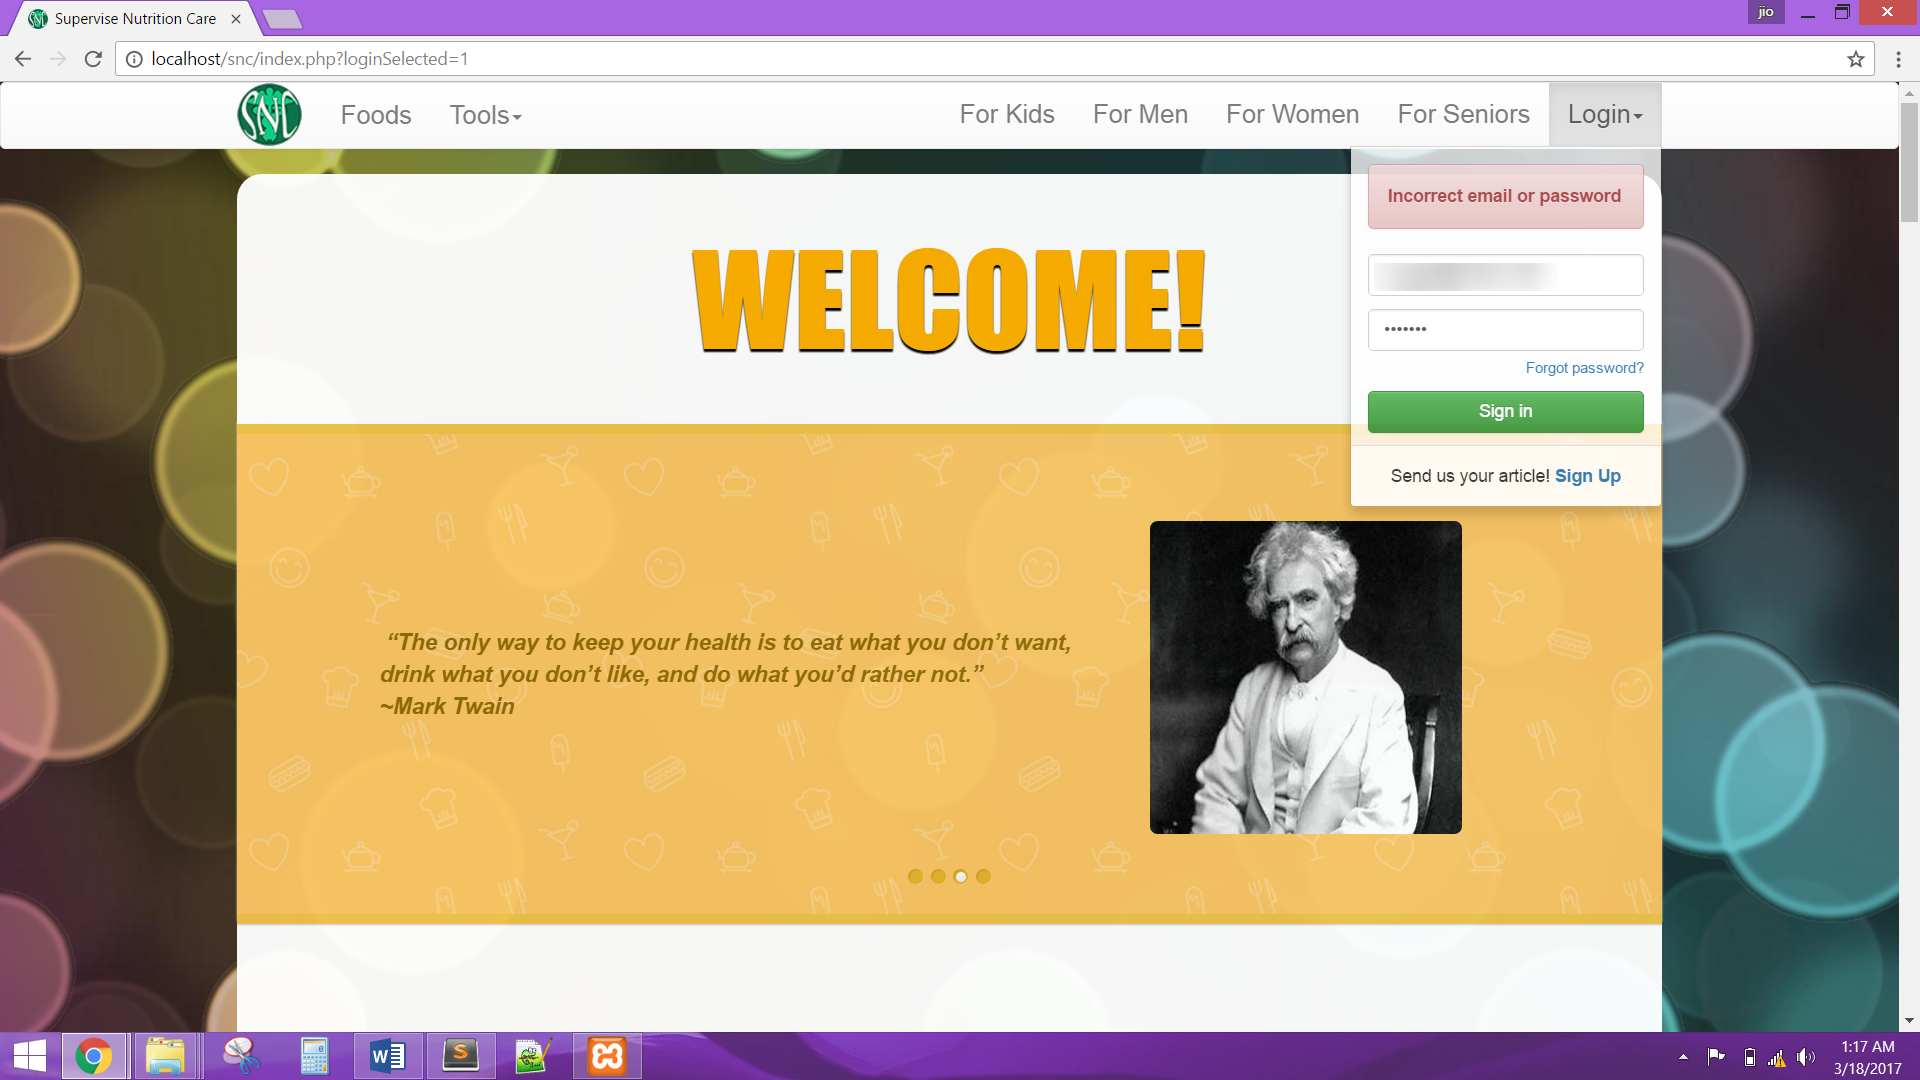 Supervise Nutrition Care
jio
localhost/snc/index.php?loginSelected=1
SNC
Foods
Tools
For Kids
For Men
For Women
For Seniors
Login
Incorrect email or password
•••••••
Forgot password?
Sign in
Send us your article! Sign Up
WELCOME!
“The only way to keep your health is to eat what you don’t want,
drink what you don’t like, and do what you’d rather not.”
~Mark Twain
1:17 AM
3/18/2017